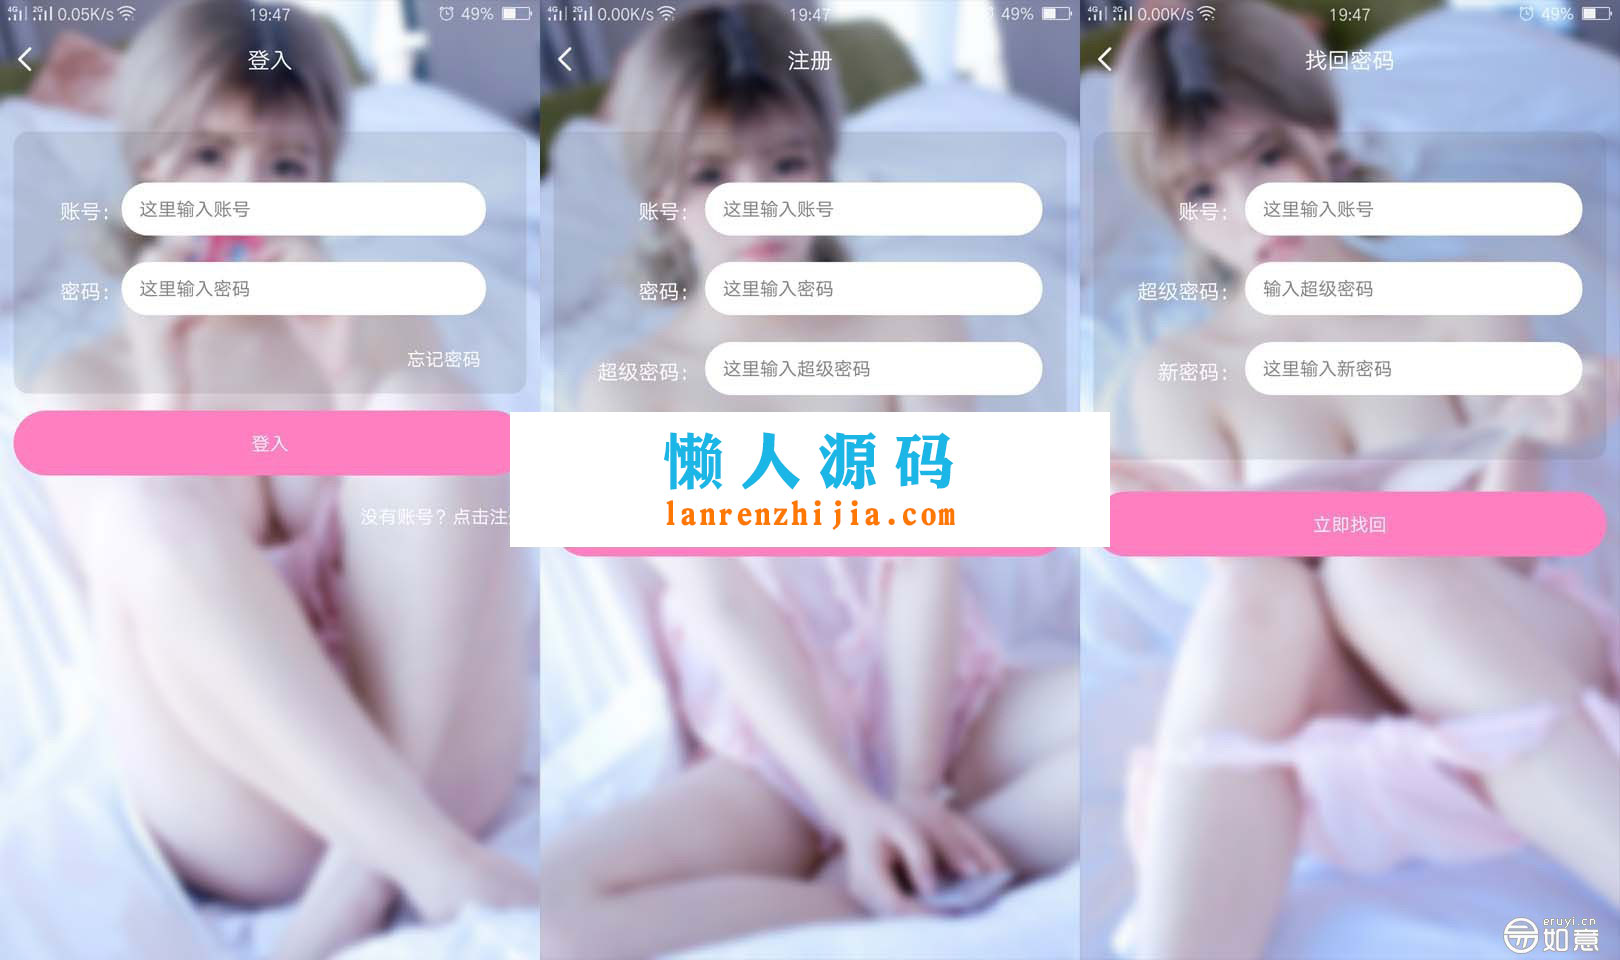 4G 2G 0.05K/s 19:47 49%
登入
账号： 这里输入账号
密码： 这里输入密码
忘记密码
登入
没有账号？点击注
4G 2G 0.00K/s 19:47 49%
注册
账号： 这里输入账号
密码： 这里输入密码
超级密码： 这里输入超级密码
4G 2G 0.00K/s 19:47 49%
找回密码
账号： 这里输入账号
超级密码： 输入超级密码
新密码： 这里输入新密码
立即找回
懒人源码
lanrenzhijia.com
eruyi.cn
如意